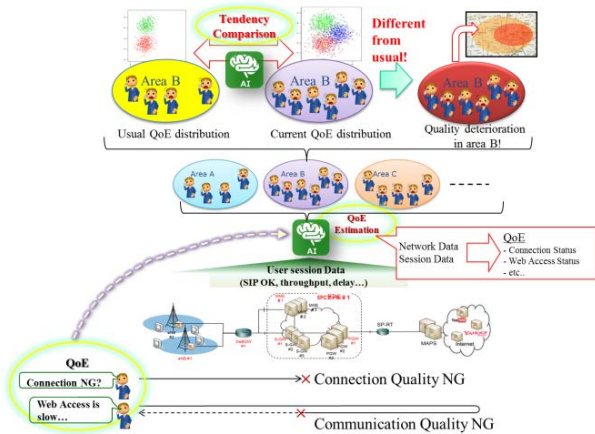 Tendency
Comparison
AI
Different
from
usual!
Area B
Area B
Area B
Usual QoE distribution
Current QoE distribution
Quality deterioration
in area B!
Area A
Area B
Area C
QoE
Estimation
AI
Network Data
Session Data
QoE
- Connection Status
- Web Access Status
- etc..
User session Data
(SIP OK, throughput, delay…)
SP-RT
MAPS
Internet
QoE
Connection NG?
Connection Quality NG
Web Access is
slow…
Communication Quality NG